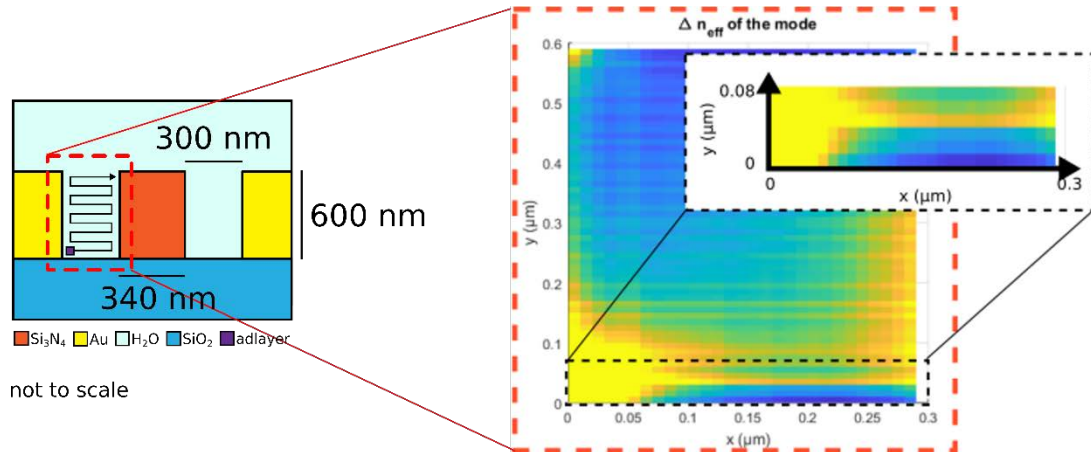 300 nm
600 nm
340 nm
Si₃N₄ Au H₂O SiO₂ adlayer
not to scale
Δ n_eff of the mode
0.6
0.5
0.4
0.3
0.2
0.1
0
y (μm)
0 0.05 0.1 0.15 0.2 0.25 0.3
x (μm)
0.08
y (μm)
0
0 0.3
x (μm)